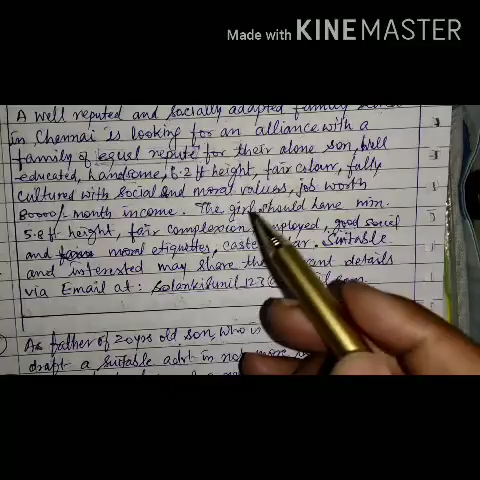 Made with KINEMASTER
A well reputed and socially adapted family
in Chennai is looking for an alliance with a
family of equal repute for their alone son, well
educated, handsome, 6.2 ft height, fair colour, fully
cultured with social and moral values, job worth
80000/- month income. The girl should have min.
5.8 ft height, fair complexion employed, good social
and moral etiquettes, caste. Suitable
and interested may share the details
via Email at: Solankisunil123@
As father of 20yrs old son, who
draft a suitable advt in not more